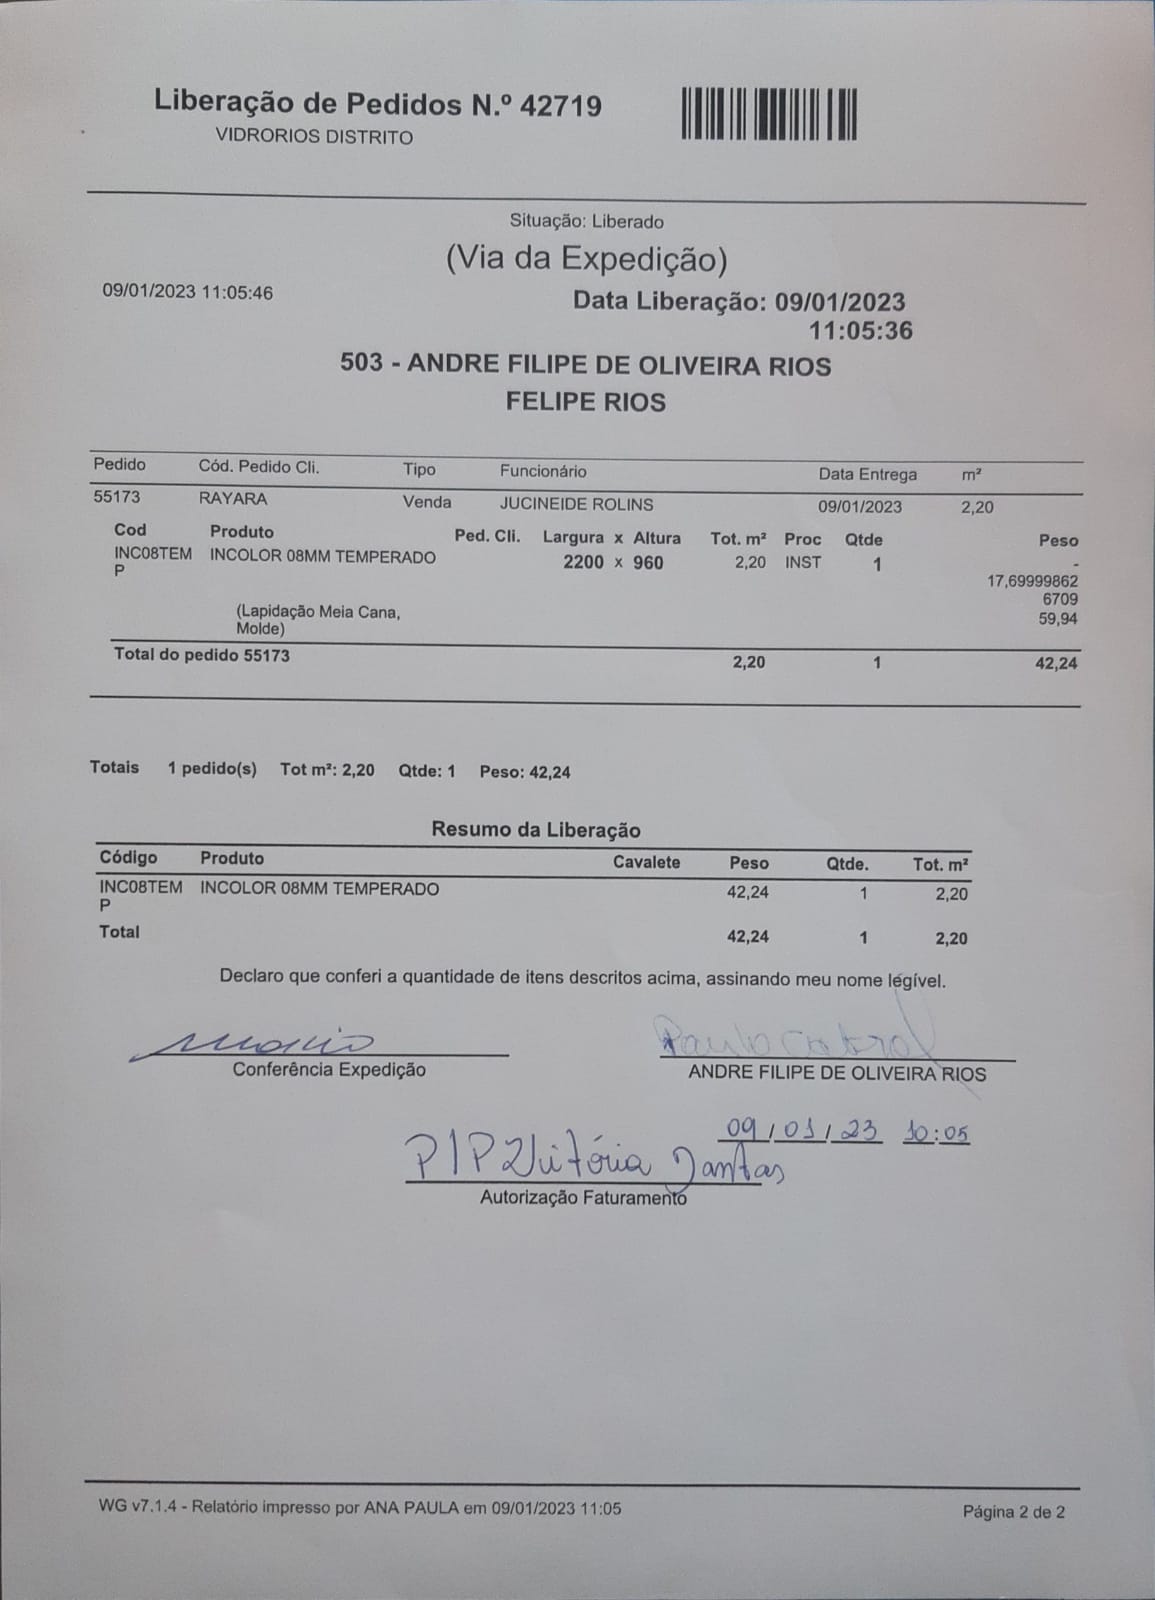 Liberação de Pedidos N.º 42719
VIDRORIOS DISTRITO
Situação: Liberado
(Via da Expedição)
09/01/2023 11:05:46
Data Liberação: 09/01/2023
11:05:36
503 - ANDRE FILIPE DE OLIVEIRA RIOS
FELIPE RIOS
Pedido Cód. Pedido Cli. Tipo Funcionário Data Entrega m²
55173 RAYARA Venda JUCINEIDE ROLINS 09/01/2023 2,20
Cod Produto Ped. Cli. Largura x Altura Tot. m² Proc Qtde Peso
INC08TEM INCOLOR 08MM TEMPERADO 2200 x 960 2,20 INST 1 -
P 17,69999862
6709
(Lapidação Meia Cana, 59,94
Molde)
Total do pedido 55173 2,20 1 42,24
Totais 1 pedido(s) Tot m²: 2,20 Qtde: 1 Peso: 42,24
Resumo da Liberação
Código Produto Cavalete Peso Qtde. Tot. m²
INC08TEM INCOLOR 08MM TEMPERADO 42,24 1 2,20
P
Total 42,24 1 2,20
Declaro que conferi a quantidade de itens descritos acima, assinando meu nome legível.
Paulo Cabral
Conferência Expedição ANDRE FILIPE DE OLIVEIRA RIOS
09/01/23 10:05
P/P Vitória Dantas
Autorização Faturamento
WG v7.1.4 - Relatório impresso por ANA PAULA em 09/01/2023 11:05 Página 2 de 2